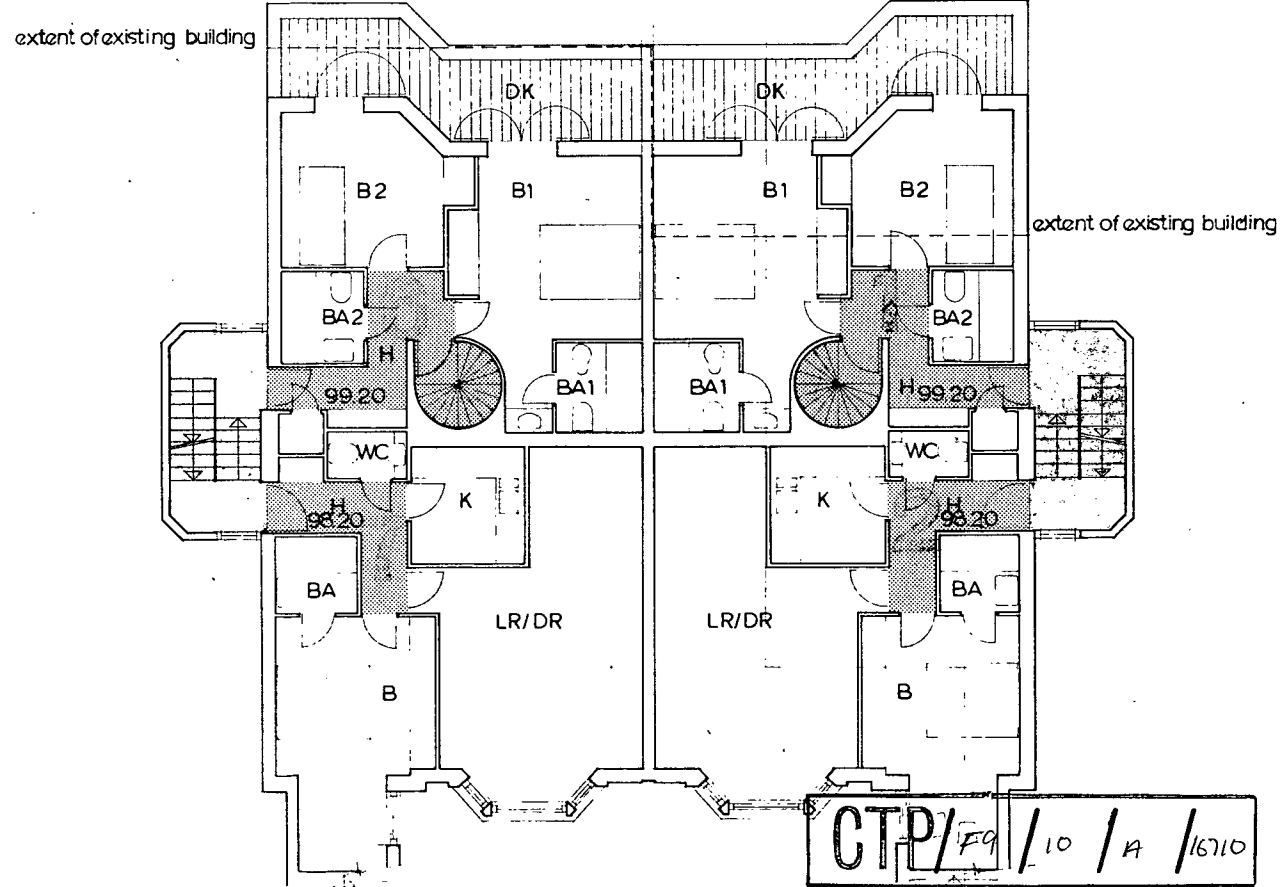 extent of existing building
DK DK
B2 B1 B1 B2
extent of existing building
BA2 BA2
H
BA1 BA1
99.20 H 99.20
WC WC
K K
H H
98.20 98.20
BA BA
LR/DR LR/DR
B B
CTP/F9/10/A/16710